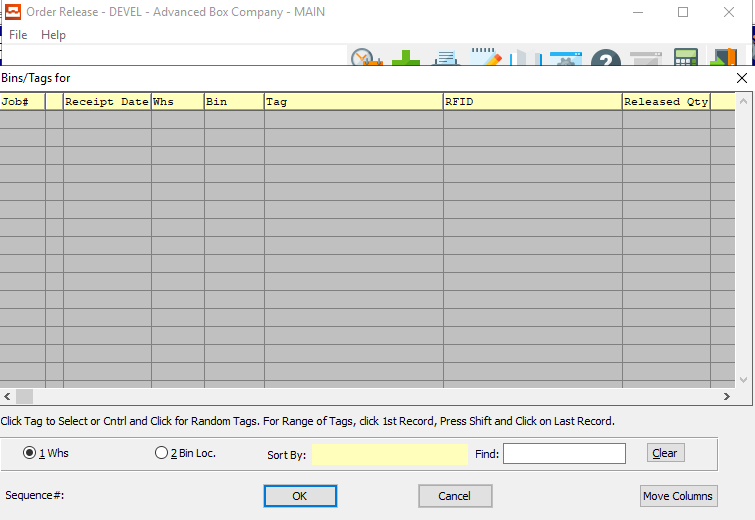 Order Release - DEVEL - Advanced Box Company - MAIN
File Help
Bins/Tags for
Job# Receipt Date Whs Bin Tag RFID Released Qty
Click Tag to Select or Cntrl and Click for Random Tags. For Range of Tags, click 1st Record, Press Shift and Click on Last Record.
1 Whs 2 Bin Loc. Sort By: Find: Clear
Sequence#: OK Cancel Move Columns